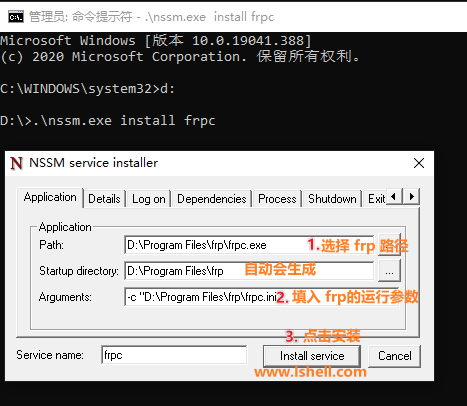 管理员: 命令提示符 - .\nssm.exe install frpc
Microsoft Windows [版本 10.0.19041.388]
(c) 2020 Microsoft Corporation. 保留所有权利。
C:\WINDOWS\system32>d:
D:\>.\nssm.exe install frpc
NSSM service installer
Application Details Log on Dependencies Process Shutdown Exit
Application
Path: D:\Program Files\frp\frpc.exe 1.选择 frp 路径
Startup directory: D:\Program Files\frp 自动会生成 ...
Arguments: -c "D:\Program Files\frp\frpc.ini 2. 填入 frp的运行参数
3. 点击安装
Service name: frpc Install service Cancel
www.lshell.com